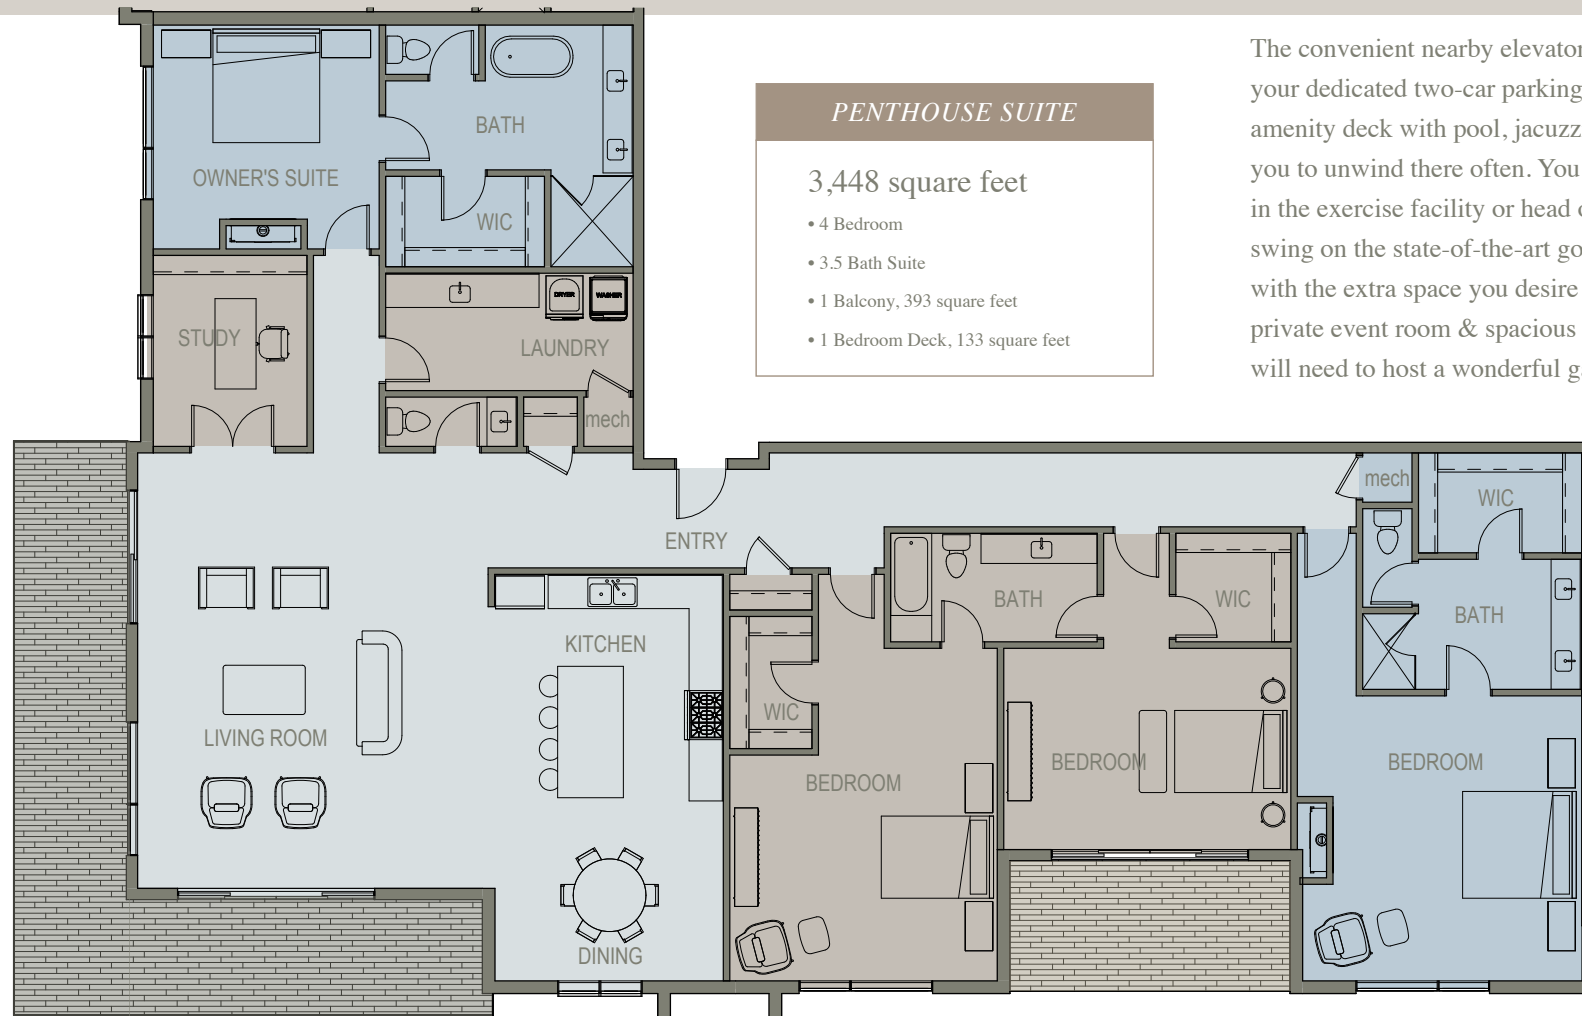 PENTHOUSE SUITE
3,448 square feet
• 4 Bedroom
• 3.5 Bath Suite
• 1 Balcony, 393 square feet
• 1 Bedroom Deck, 133 square feet
The convenient nearby elevator
your dedicated two-car parking
amenity deck with pool, jacuzz
you to unwind there often. You
in the exercise facility or head
swing on the state-of-the-art go
with the extra space you desire
private event room & spacious
will need to host a wonderful
OWNER'S SUITE
BATH
WIC
STUDY
DRYER
WASHER
LAUNDRY
mech
ENTRY
mech
WIC
BATH
WIC
BATH
KITCHEN
WIC
LIVING ROOM
BEDROOM
BEDROOM
BEDROOM
DINING